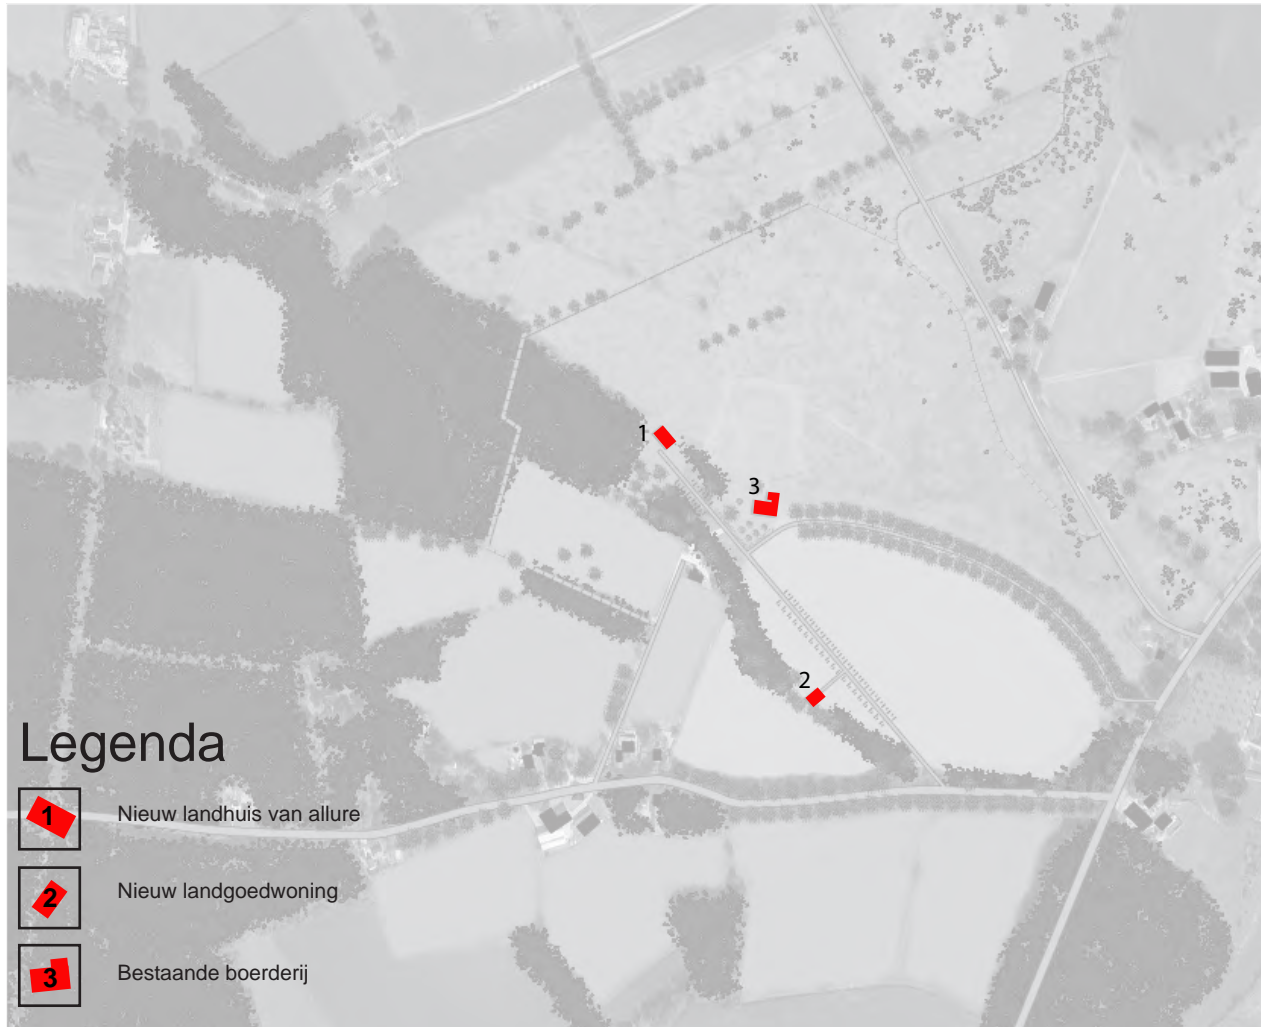 1
3
2
Legenda
1 Nieuw landhuis van allure
2 Nieuw landgoedwoning
3 Bestaande boerderij